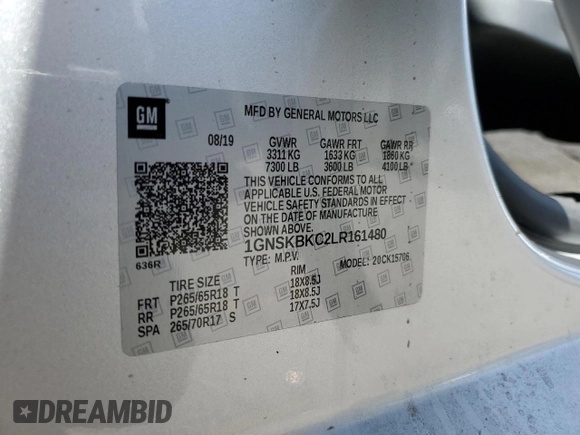 GM
MFD BY GENERAL MOTORS LLC
08/19 GVWR GAWR FRT GAWR RR
3311 KG 1633 KG 1860 KG
7300 LB 3600 LB 4100 LB
THIS VEHICLE CONFORMS TO ALL
APPLICABLE U.S. FEDERAL MOTOR
VEHICLE SAFETY STANDARDS IN EFFECT
ON THE DATE OF MANUFACTURE
SHOWN ABOVE.
1GNSKBKC2LR161480
636R
TYPE: M.P.V. MODEL: 20CK15706
TIRE SIZE RIM
FRT P265/65R18 T 18X8.5J
RR P265/65R18 T 18X8.5J
SPA 265/70R17 S 17X7.5J
DREAMBID